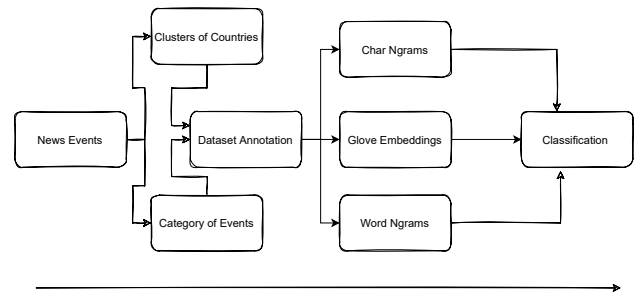 Clusters of Countries
Char Ngrams
News Events
Dataset Annotation
Glove Embeddings
Classification
Category of Events
Word Ngrams